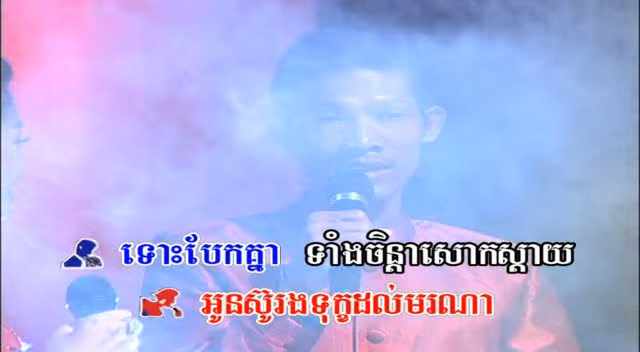 ទោះបែកគ្នា ទាំងចិន្តាសោកស្ដាយ
អូនស៊ូរងទុក្ខដល់មរណា